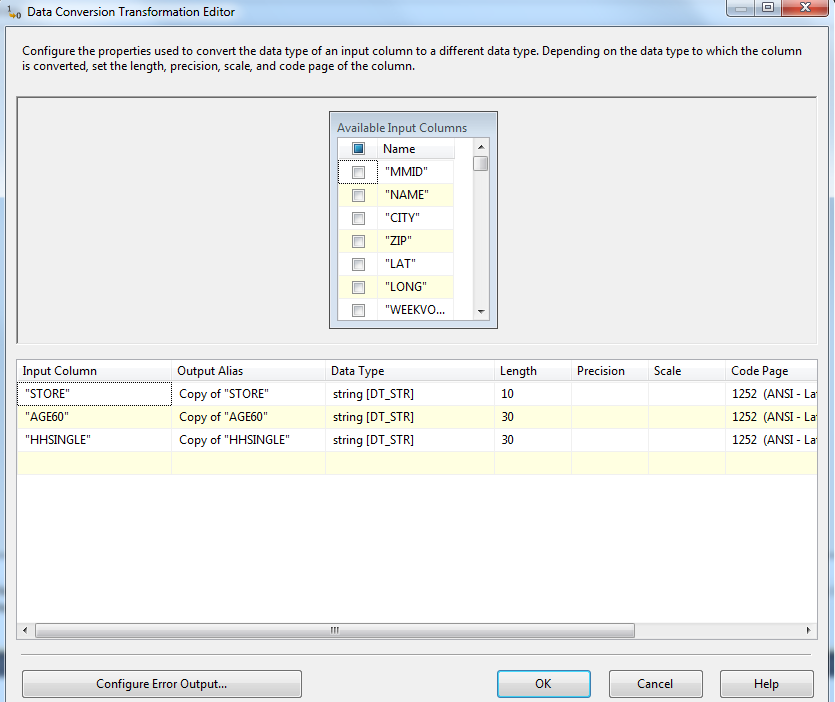 Data Conversion Transformation Editor
Configure the properties used to convert the data type of an input column to a different data type. Depending on the data type to which the column
is converted, set the length, precision, scale, and code page of the column.
Available Input Columns
Name
"MMID"
"NAME"
"CITY"
"ZIP"
"LAT"
"LONG"
"WEEKVO...
Input Column Output Alias Data Type Length Precision Scale Code Page
"STORE" Copy of "STORE" string [DT_STR] 10 1252 (ANSI - La
"AGE60" Copy of "AGE60" string [DT_STR] 30 1252 (ANSI - La
"HHSINGLE" Copy of "HHSINGLE" string [DT_STR] 30 1252 (ANSI - La
Configure Error Output... OK Cancel Help